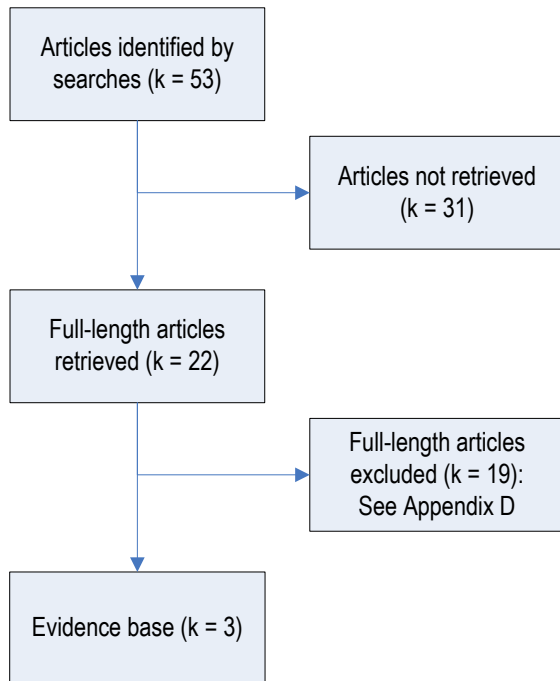 Articles identified by
searches (k = 53)
Articles not retrieved
(k = 31)
Full-length articles
retrieved (k = 22)
Full-length articles
excluded (k = 19):
See Appendix D
Evidence base (k = 3)